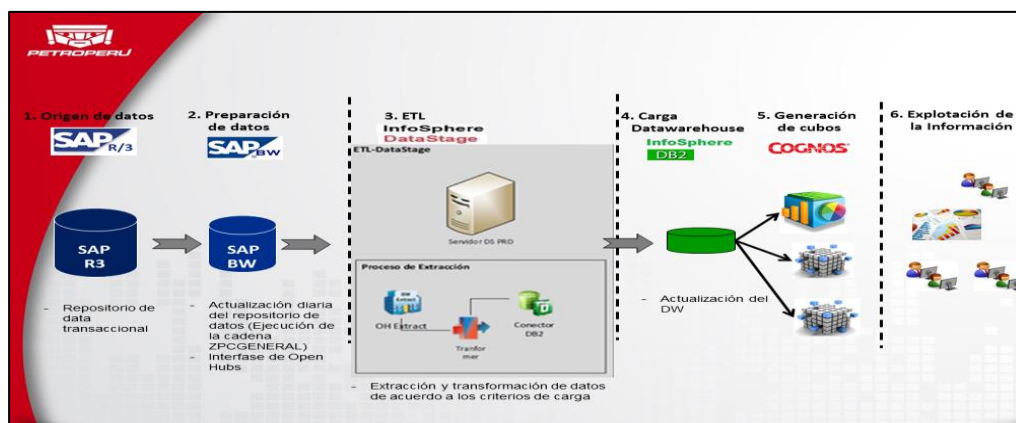 PETROPERU
1. Origen de datos
SAP R/3
2. Preparación
de datos
SAP BW
3. ETL
InfoSphere
DataStage
4. Carga
Datawarehouse
InfoSphere
DB2
5. Generación
de cubos
COGNOS
6. Explotación de
la Información
ETL-DataStage
Servidor DS PRD
SAP
R3
SAP
BW
Proceso de Extracción
OH Extract
Tranfor
mer
Conector
DB2
- Repositorio de
data
transaccional
- Actualización diaria
del repositorio de
datos (Ejecución de
la cadena
ZPCGENERAL)
- Interfase de Open
Hubs
- Extracción y transformación de datos
de acuerdo a los criterios de carga
- Actualización del
DW